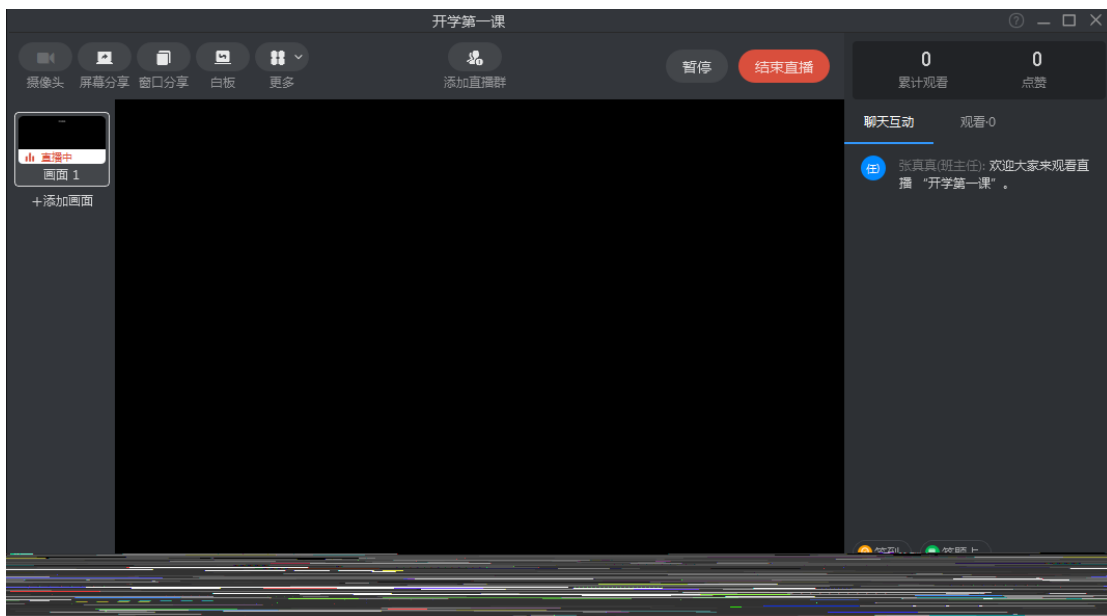 开学第一课
摄像头 屏幕分享 窗口分享 白板 更多
添加直播群
暂停 结束直播
0 0
累计观看 点赞
直播中
画面 1
+添加画面
聊天互动 观看·0
任)
张真真(班主任): 欢迎大家来观看直
播 “开学第一课” 。